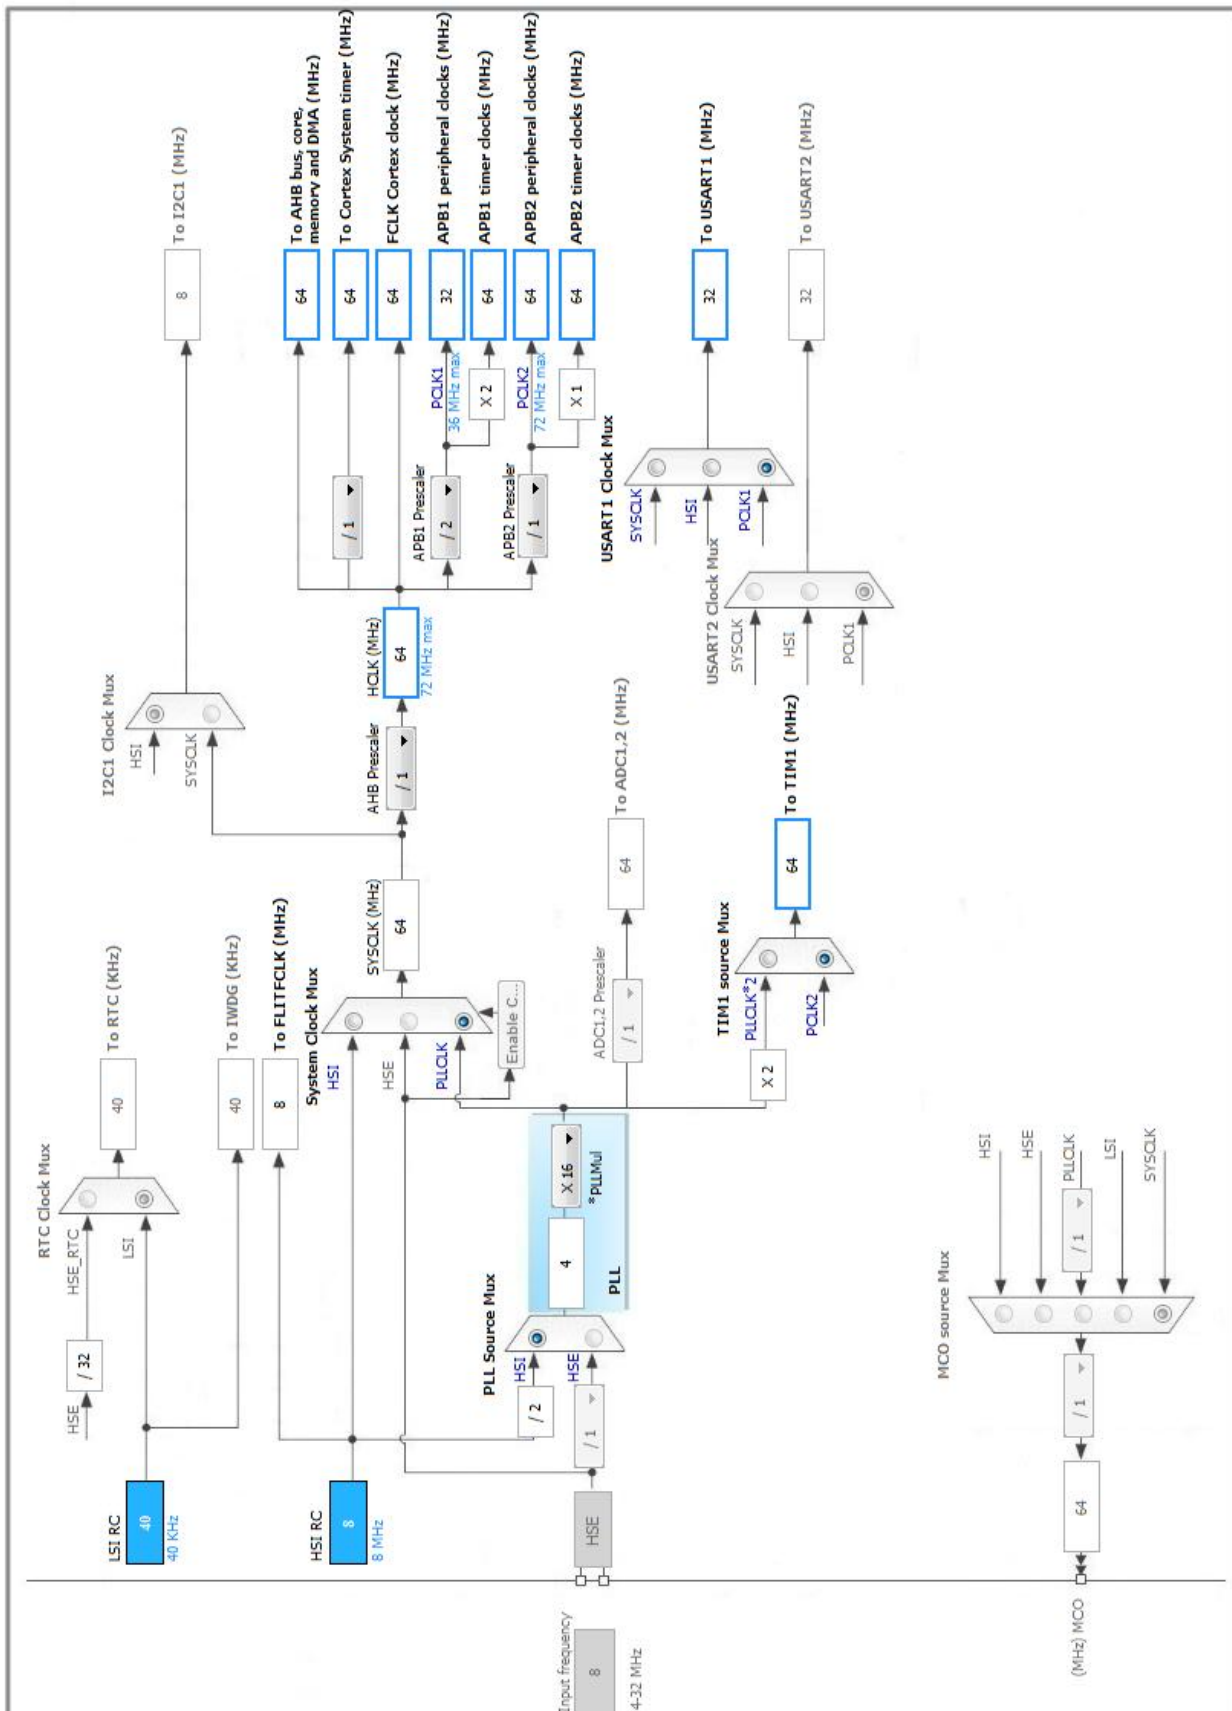 RTC Clock Mux
HSE
/ 32
HSE_RTC
LSI
40
To RTC (KHz)
LSI RC
40
40 KHz
40
To IWDG (KHz)
I2C1 Clock Mux
HSI
SYSCLK
8
To I2C1 (MHz)
8
To FLITFCLK (MHz)
HSI RC
8
8 MHz
System Clock Mux
HSI
HSE
PLLCLK
Enable C...
SYSCLK (MHz)
64
AHB Prescaler
/ 1
HCLK (MHz)
64
72 MHz max
64
To AHB bus, core,
memory and DMA (MHz)
/ 1
64
To Cortex System timer (MHz)
64
FCLK Cortex clock (MHz)
APB1 Prescaler
/ 2
PCLK1
36 MHz max
32
APB1 peripheral clocks (MHz)
X 2
64
APB1 timer clocks (MHz)
APB2 Prescaler
/ 1
PCLK2
72 MHz max
64
APB2 peripheral clocks (MHz)
X 1
64
APB2 timer clocks (MHz)
PLL Source Mux
/ 2
HSI
HSE
/ 1
4
X 16
*PLLMul
PLL
Input frequency
8
4-32 MHz
HSE
ADC1,2 Prescaler
/ 1
64
To ADC1,2 (MHz)
TIM1 source Mux
X 2
PLLCLK*2
PCLK2
64
To TIM1 (MHz)
USART1 Clock Mux
SYSCLK
HSI
PCLK1
32
To USART1 (MHz)
USART2 Clock Mux
SYSCLK
HSI
PCLK1
32
To USART2 (MHz)
MCO source Mux
(MHz) MCO
64
/ 1
/ 1
HSI
HSE
PLLCLK
LSI
SYSCLK